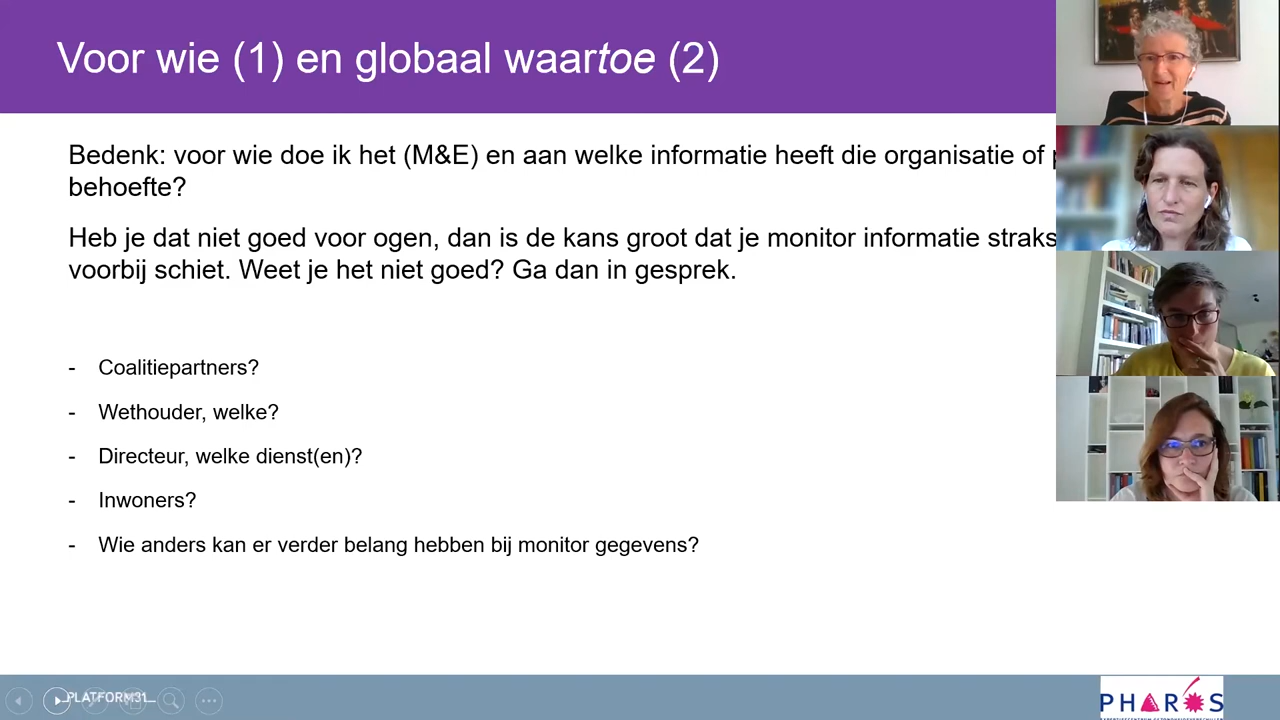 Voor wie (1) en globaal waartoe (2)
Bedenk: voor wie doe ik het (M&E) en aan welke informatie heeft die organisatie of
behoefte?
Heb je dat niet goed voor ogen, dan is de kans groot dat je monitor informatie straks
voorbij schiet. Weet je het niet goed? Ga dan in gesprek.
- Coalitiepartners?
- Wethouder, welke?
- Directeur, welke dienst(en)?
- Inwoners?
- Wie anders kan er verder belang hebben bij monitor gegevens?
PLATFORM31
PHAROS